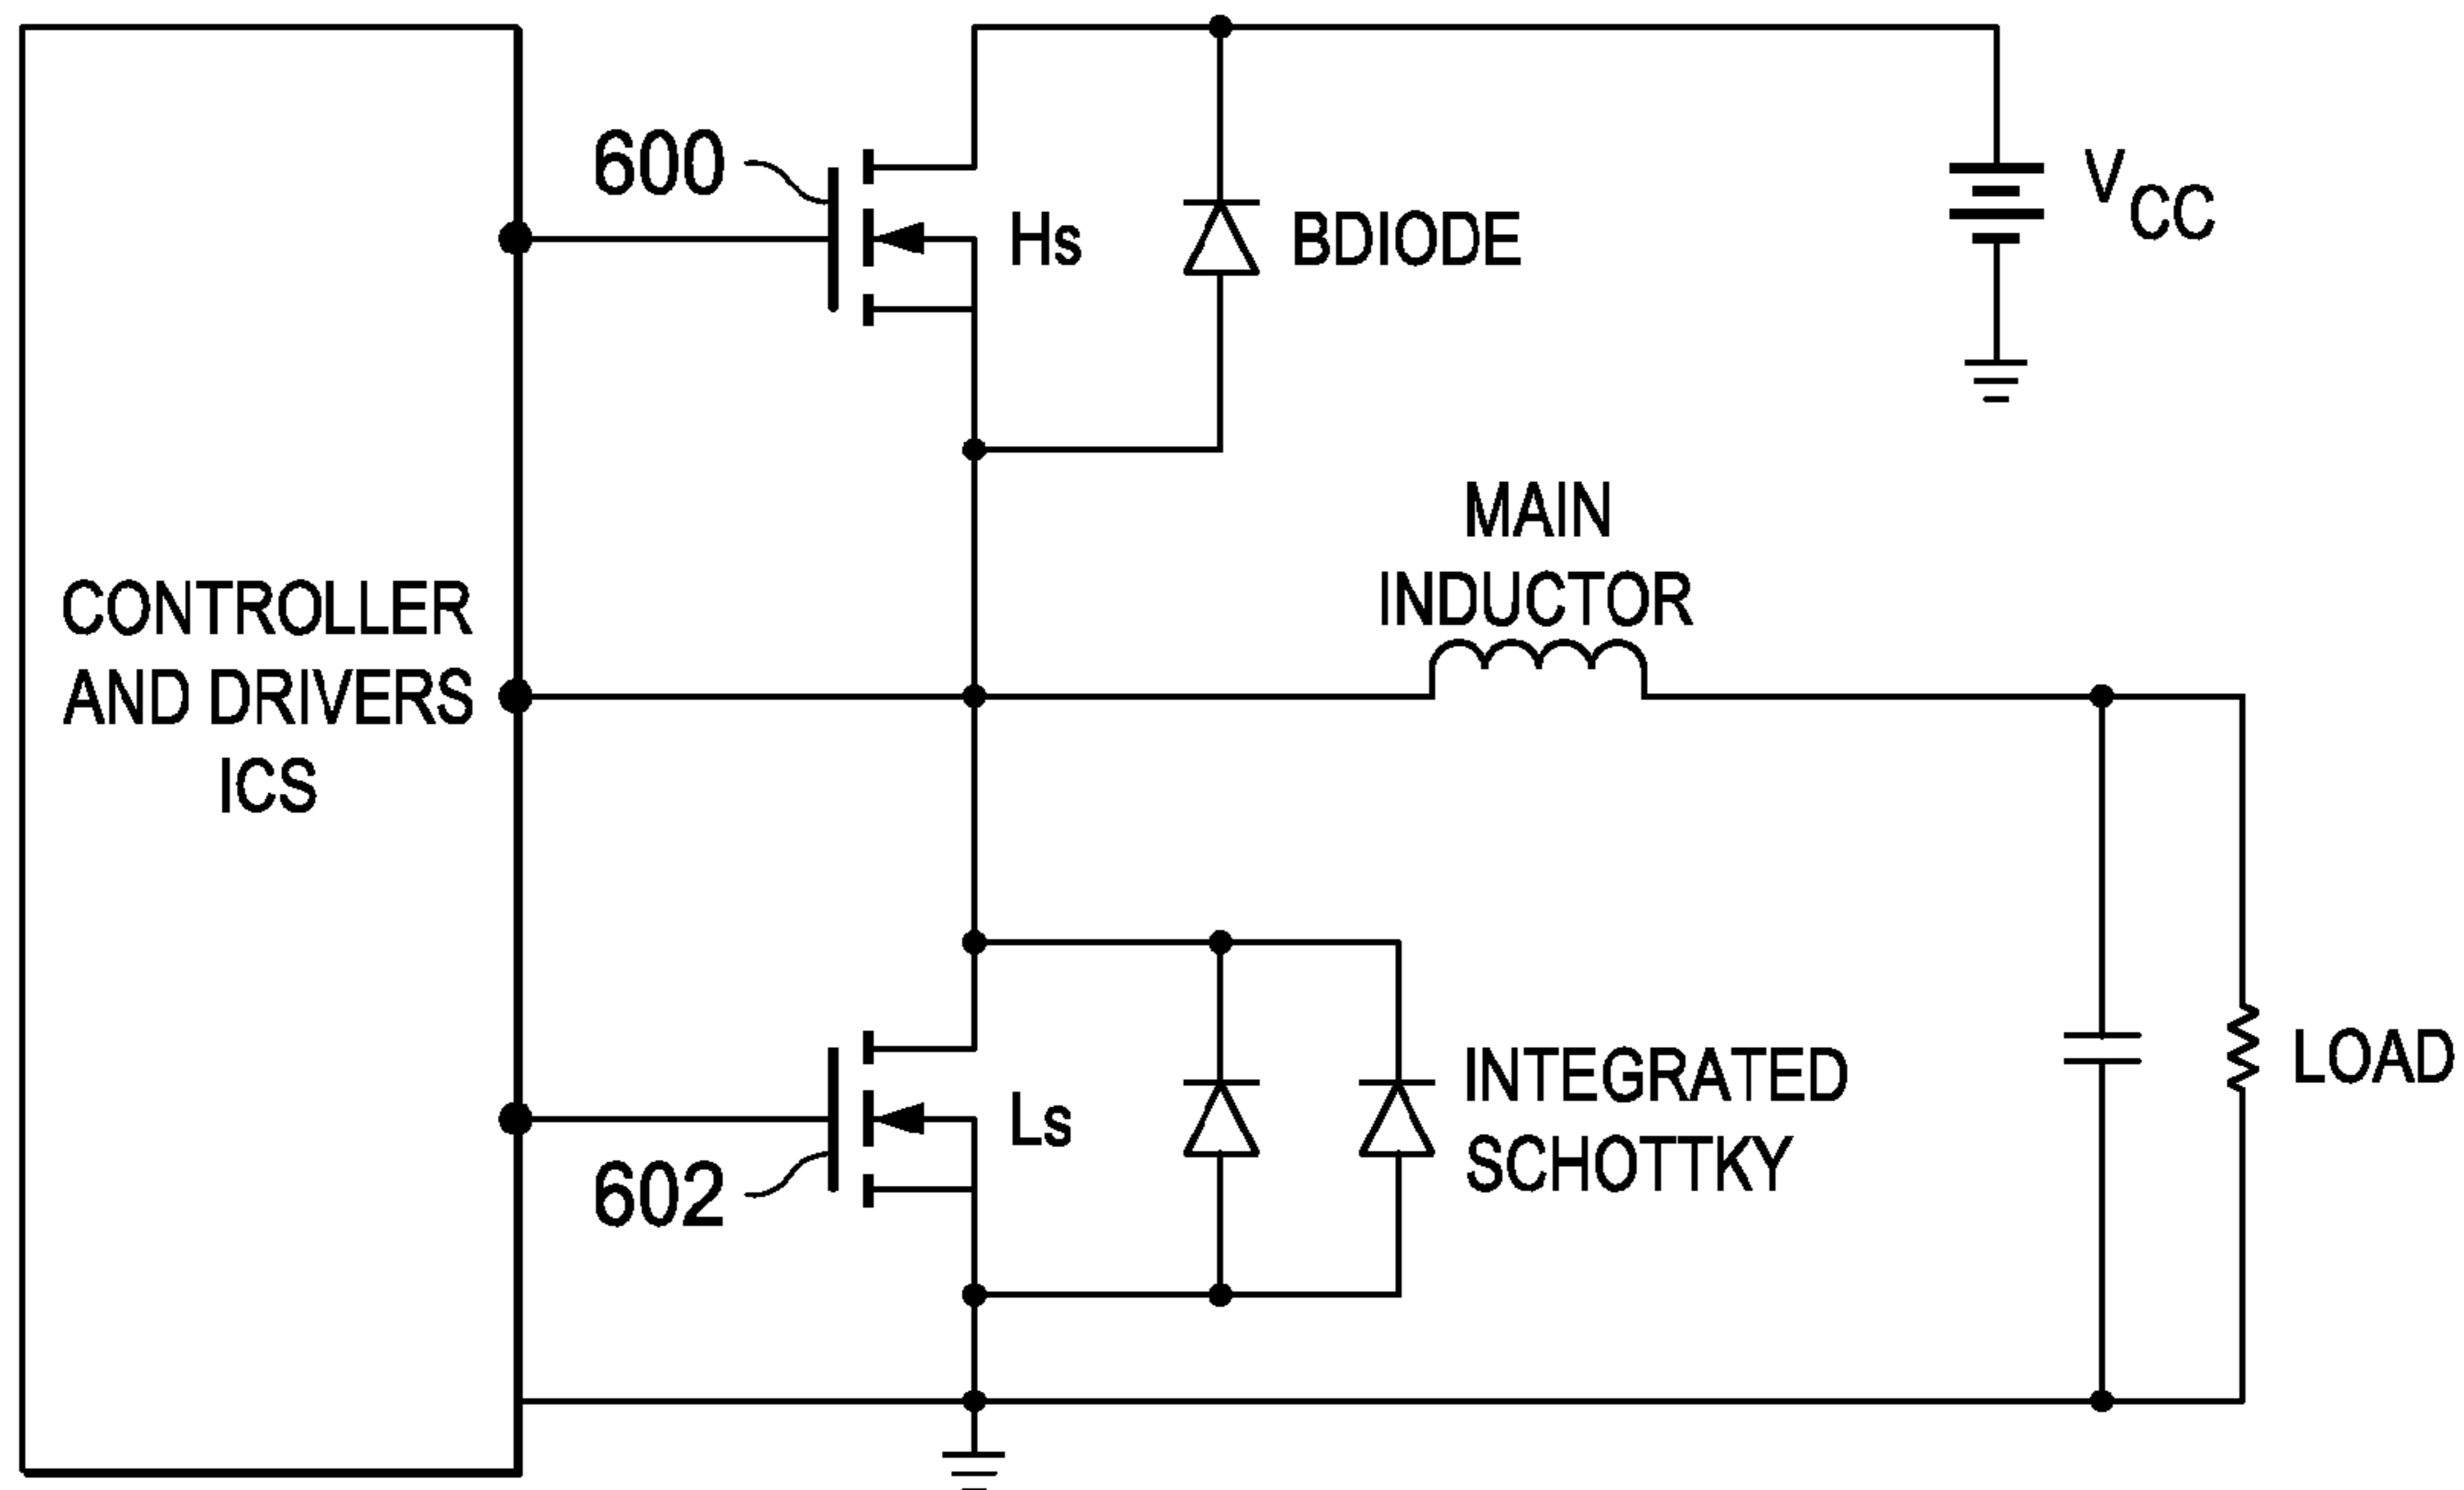 600
Hs
BDIODE
VCC
MAIN
INDUCTOR
CONTROLLER
AND DRIVERS
ICS
602
Ls
INTEGRATED
SCHOTTKY
LOAD